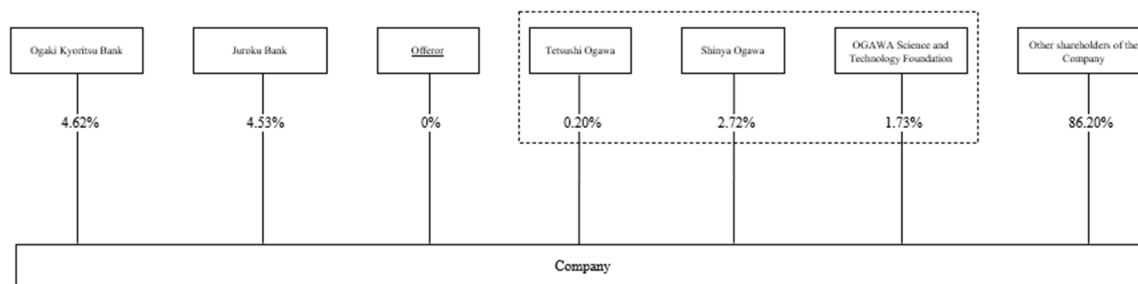 Ogaki Kyoritsu Bank
Juroku Bank
Offeror
Tetsushi Ogawa
Shinya Ogawa
OGAWA Science and
Technology Foundation
Other shareholders of the
Company
4.62%
4.53%
0%
0.20%
2.72%
1.73%
86.20%
Company